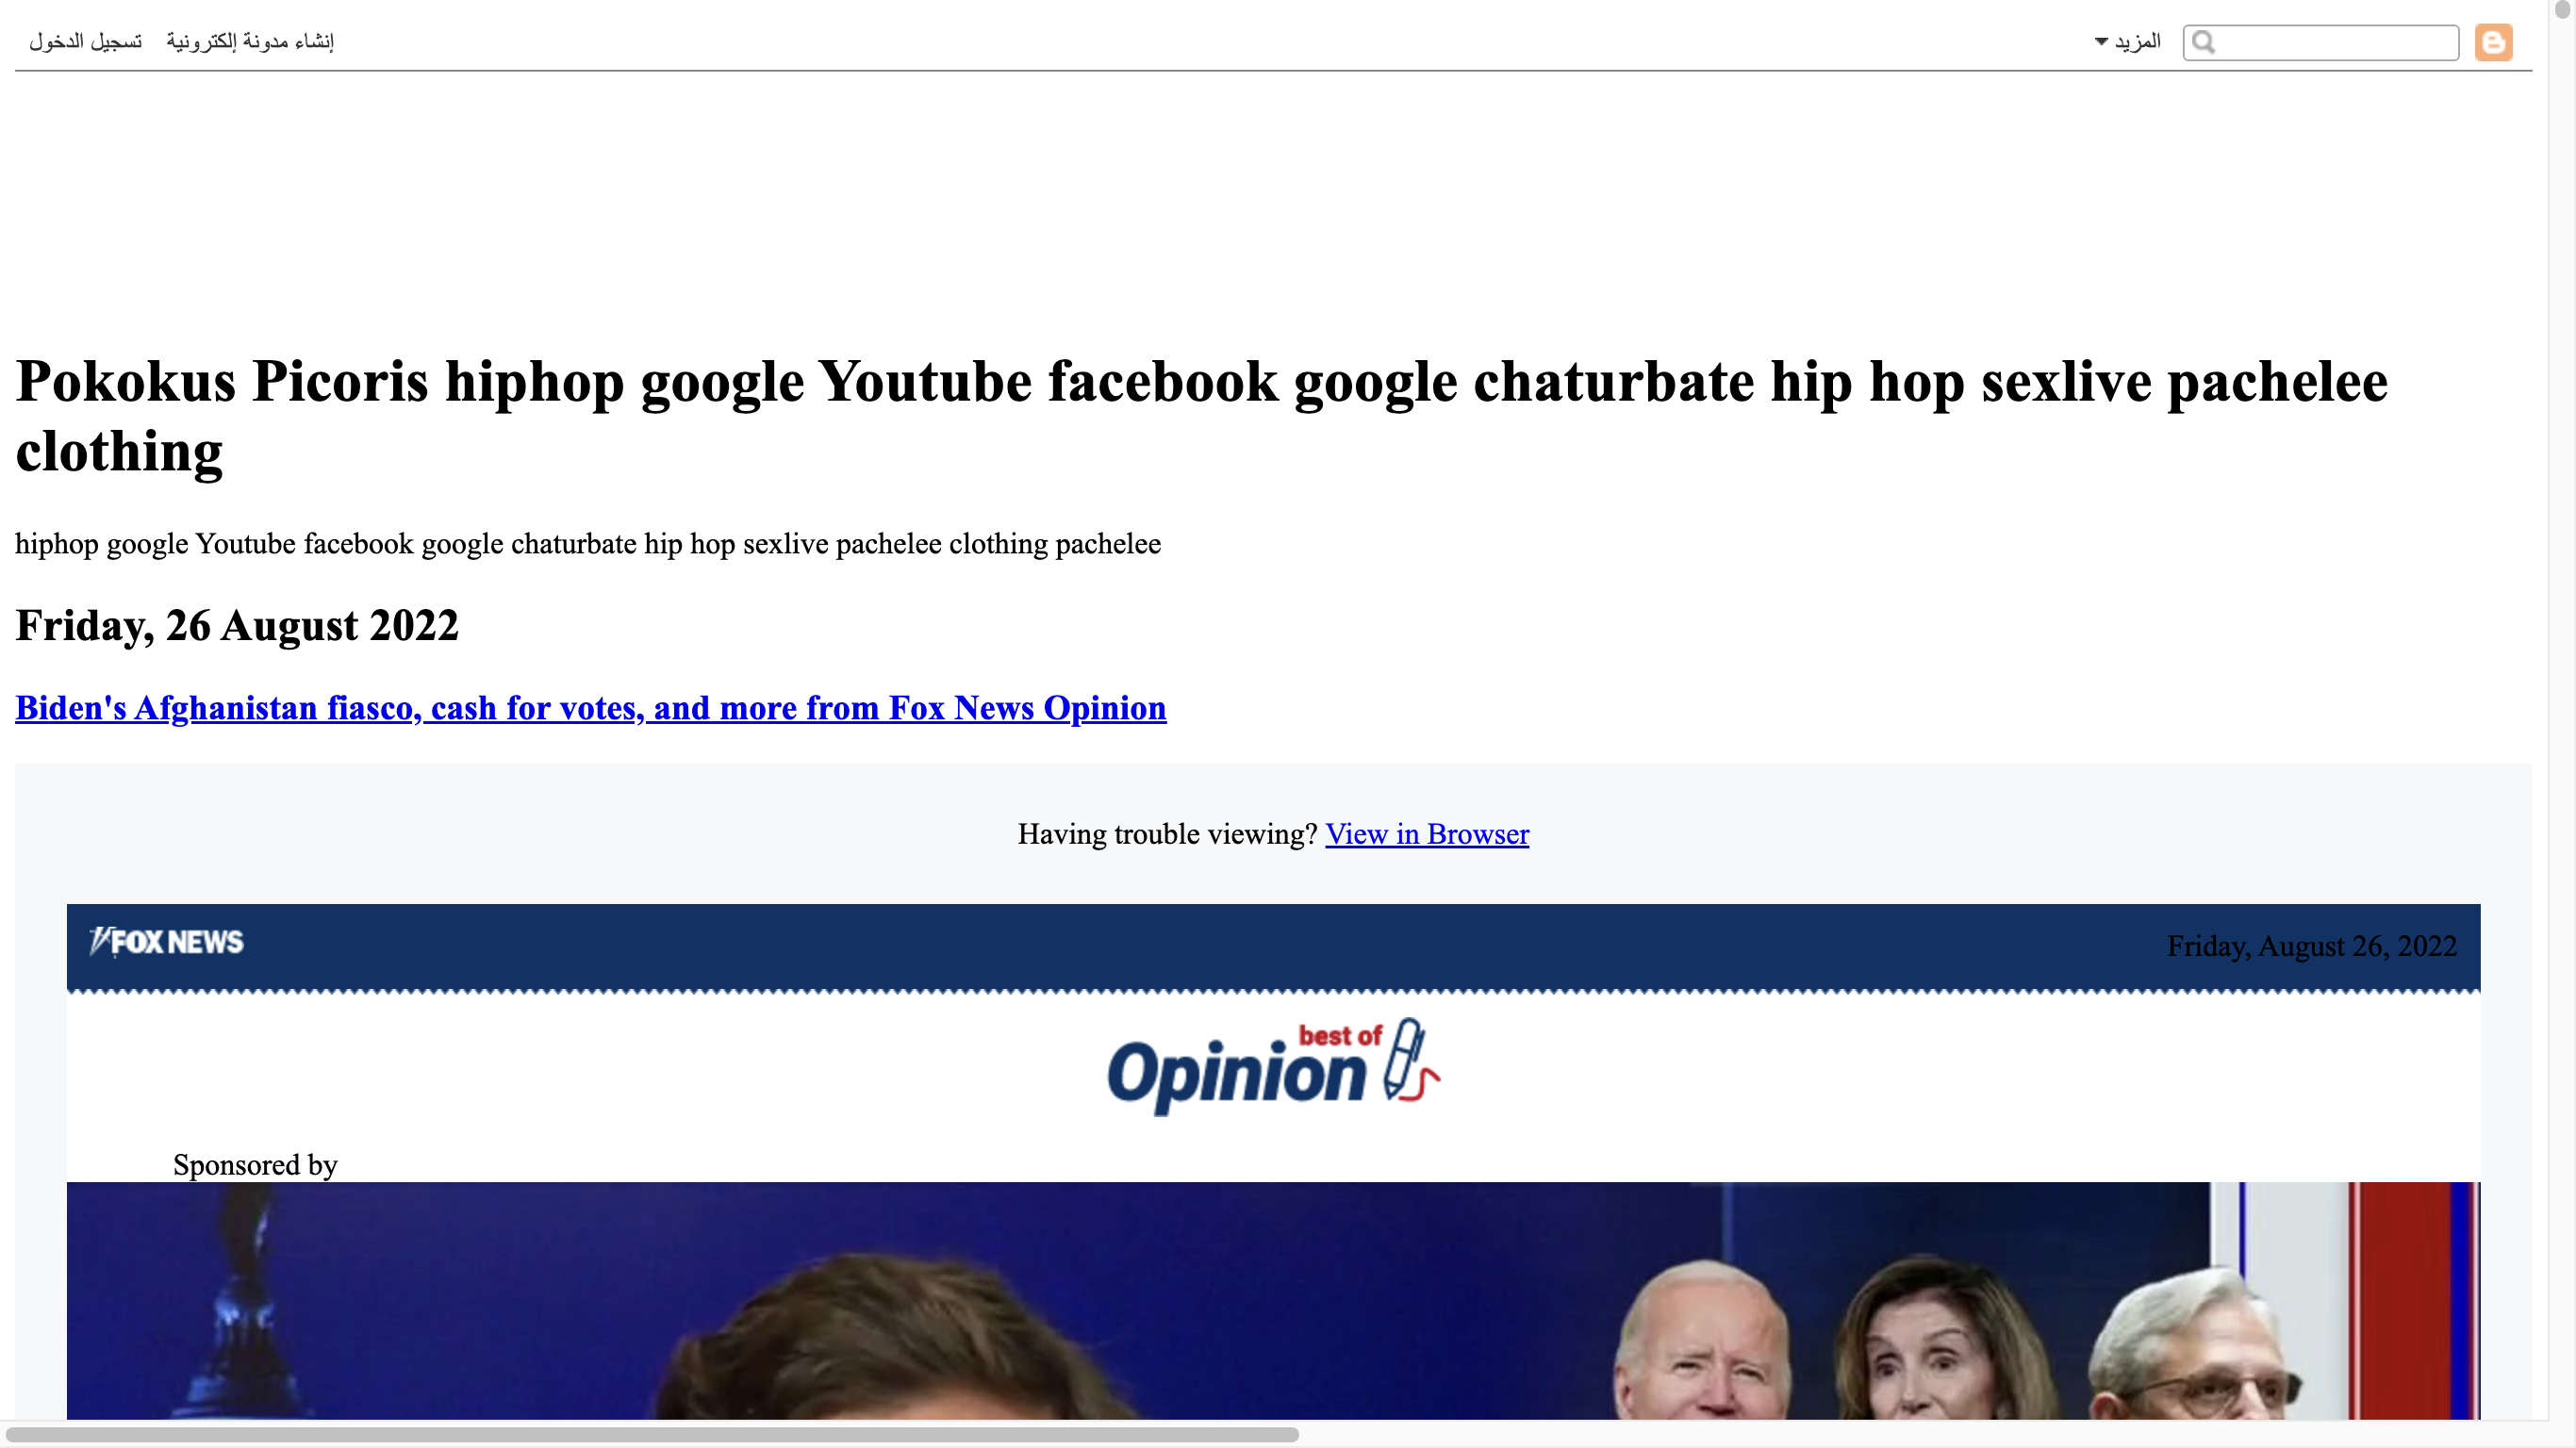 تسجيل الدخول إنشاء مدونة إلكترونية المزيد
Pokokus Picoris hiphop google Youtube facebook google chaturbate hip hop sexlive pachelee
clothing
hiphop google Youtube facebook google chaturbate hip hop sexlive pachelee clothing pachelee
Friday, 26 August 2022
Biden's Afghanistan fiasco, cash for votes, and more from Fox News Opinion
Having trouble viewing? View in Browser
FOX NEWS Friday, August 26, 2022
best of
Opinion
Sponsored by